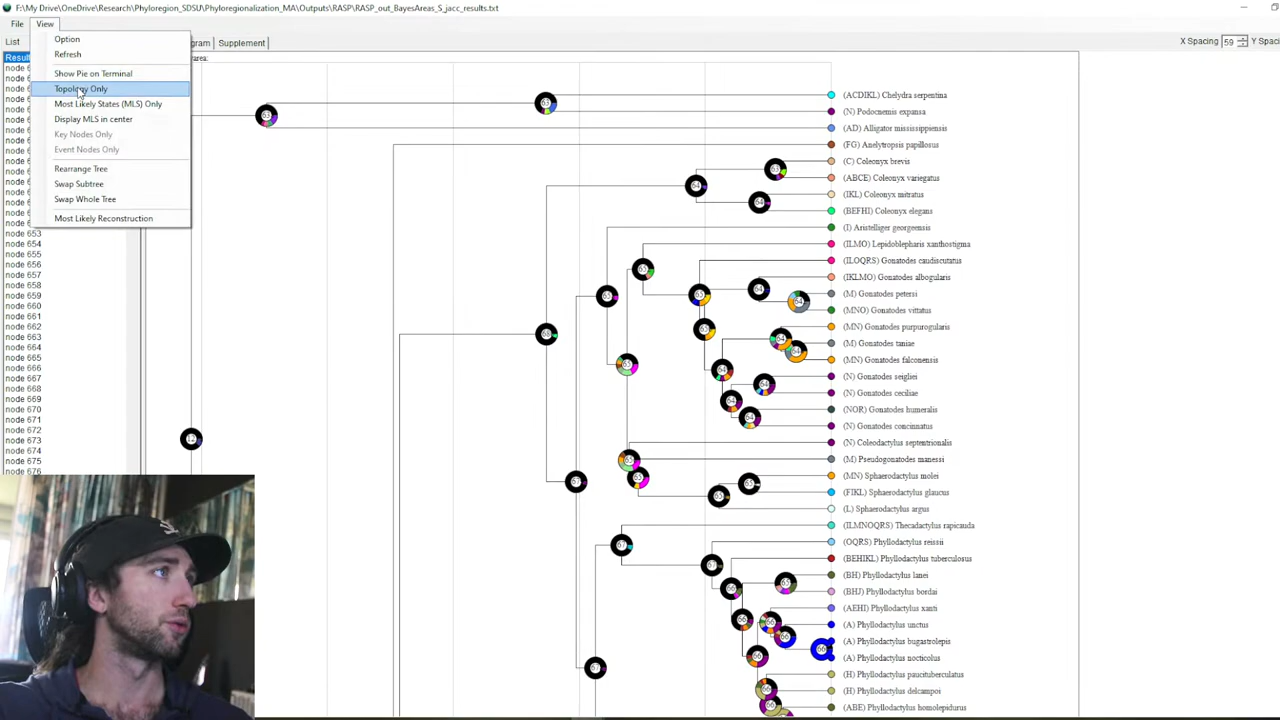 F:\My Drive\OneDrive\Research\Phyloregion_SDSU\Phyloregionalization_MA\Outputs\RASP\RASP_out_BayesAreas_S_jacc_results.txt
File View
List gram Supplement X Spacing 59 Y Spaci
Result area:
Option
Refresh
Show Pie on Terminal
Topology Only
Most Likely States (MLS) Only
Display MLS in center
Key Nodes Only
Event Nodes Only
Rearrange Tree
Swap Subtree
Swap Whole Tree
Most Likely Reconstruction
node 653
node 654
node 655
node 656
node 657
node 658
node 659
node 660
node 661
node 662
node 663
node 664
node 665
node 666
node 667
node 668
node 669
node 670
node 671
node 672
node 673
node 674
node 675
node 676
(ACDIKL) Chelydra serpentina
(N) Podocnemis expansa
(AD) Alligator mississippiensis
(FG) Anelytropsis papillosus
(C) Coleonyx brevis
(ABCE) Coleonyx variegatus
(IKL) Coleonyx mitratus
(BEFHI) Coleonyx elegans
(I) Aristelliger georgeensis
(ILMO) Lepidoblepharis xanthostigma
(ILOQRS) Gonatodes caudiscutatus
(IKLMO) Gonatodes albogularis
(M) Gonatodes petersi
(MNO) Gonatodes vittatus
(MN) Gonatodes purpurogularis
(M) Gonatodes taniae
(MN) Gonatodes falconensis
(N) Gonatodes seigliei
(N) Gonatodes ceciliae
(NOR) Gonatodes humeralis
(N) Gonatodes concinnatus
(N) Coleodactylus septentrionalis
(M) Pseudogonatodes manessi
(MN) Sphaerodactylus molei
(FIKL) Sphaerodactylus glaucus
(L) Sphaerodactylus argus
(ILMNOQRS) Thecadactylus rapicauda
(OQRS) Phyllodactylus reissii
(BEHIKL) Phyllodactylus tuberculosus
(BH) Phyllodactylus lanei
(BHJ) Phyllodactylus bordai
(AEHI) Phyllodactylus xanti
(A) Phyllodactylus unctus
(A) Phyllodactylus bugastrolepis
(A) Phyllodactylus nocticolus
(H) Phyllodactylus paucituberculatus
(H) Phyllodactylus delcampoi
(ABE) Phyllodactylus homolepidurus